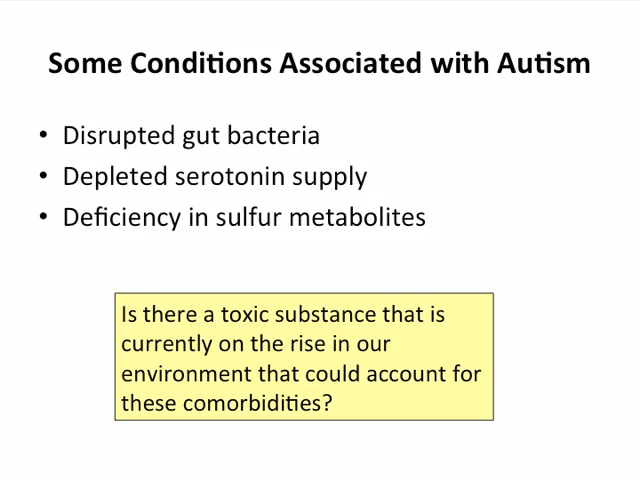 Some Conditions Associated with Autism
• Disrupted gut bacteria
• Depleted serotonin supply
• Deficiency in sulfur metabolites
Is there a toxic substance that is
currently on the rise in our
environment that could account for
these comorbidities?